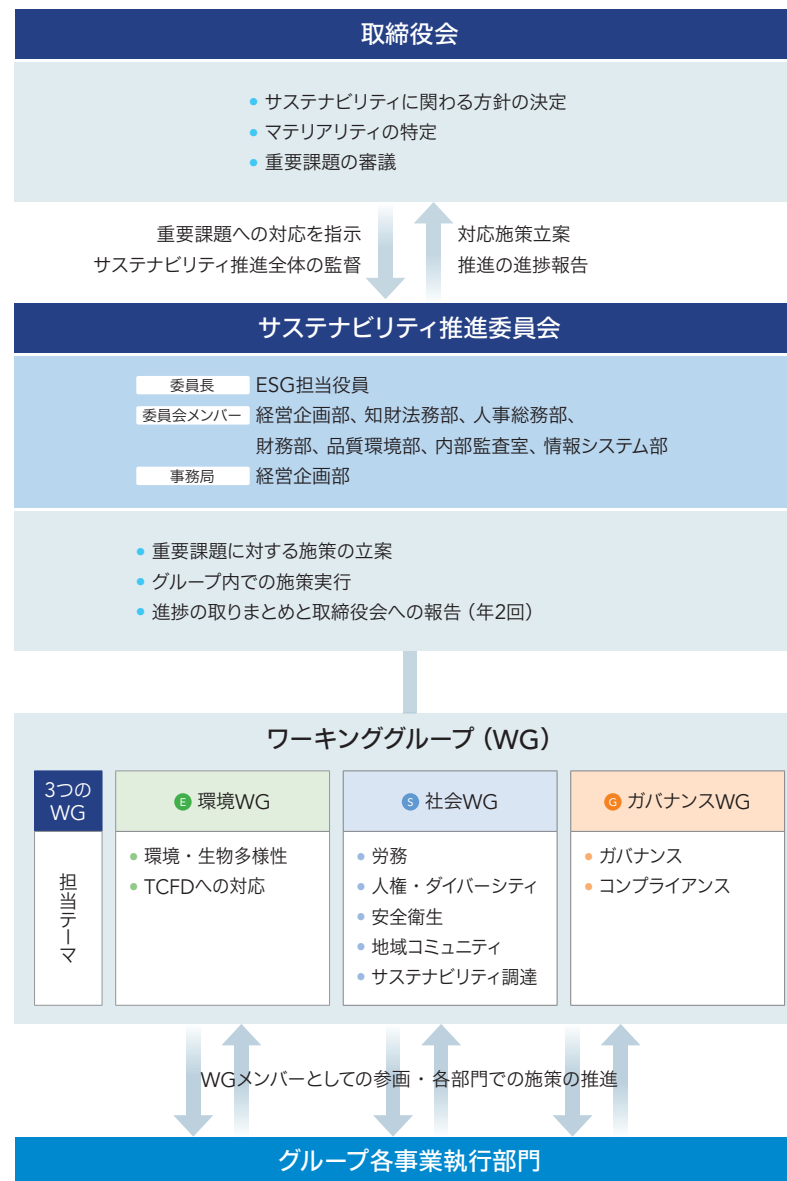 取締役会
• サステナビリティに関わる方針の決定
• マテリアリティの特定
• 重要課題の審議
重要課題への対応を指示
サステナビリティ推進全体の監督
対応施策立案
推進の進捗報告
サステナビリティ推進委員会
委員長 ESG担当役員
委員会メンバー 経営企画部、知財法務部、人事総務部、
財務部、品質環境部、内部監査室、情報システム部
事務局 経営企画部
• 重要課題に対する施策の立案
• グループ内での施策実行
• 進捗の取りまとめと取締役会への報告（年2回）
ワーキンググループ（WG）
3つの
WG
担当テーマ
E 環境WG
• 環境・生物多様性
• TCFDへの対応
S 社会WG
• 労務
• 人権・ダイバーシティ
• 安全衛生
• 地域コミュニティ
• サステナビリティ調達
G ガバナンスWG
• ガバナンス
• コンプライアンス
WGメンバーとしての参画・各部門での施策の推進
グループ各事業執行部門